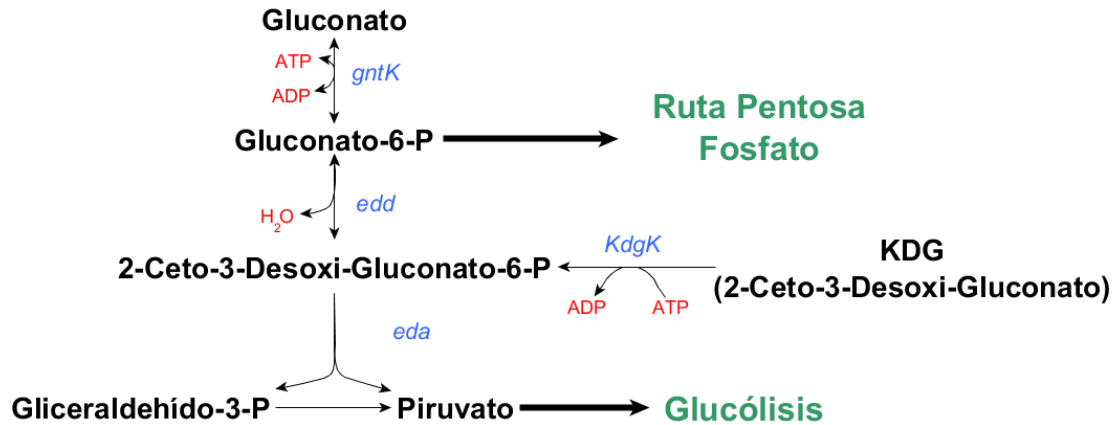 Gluconato
ATP
gntK
ADP
Gluconato-6-P
Ruta Pentosa
Fosfato
edd
H2O
2-Ceto-3-Desoxi-Gluconato-6-P
KdgK
ADP
ATP
KDG
(2-Ceto-3-Desoxi-Gluconato)
eda
Gliceraldehído-3-P
Piruvato
Glucólisis